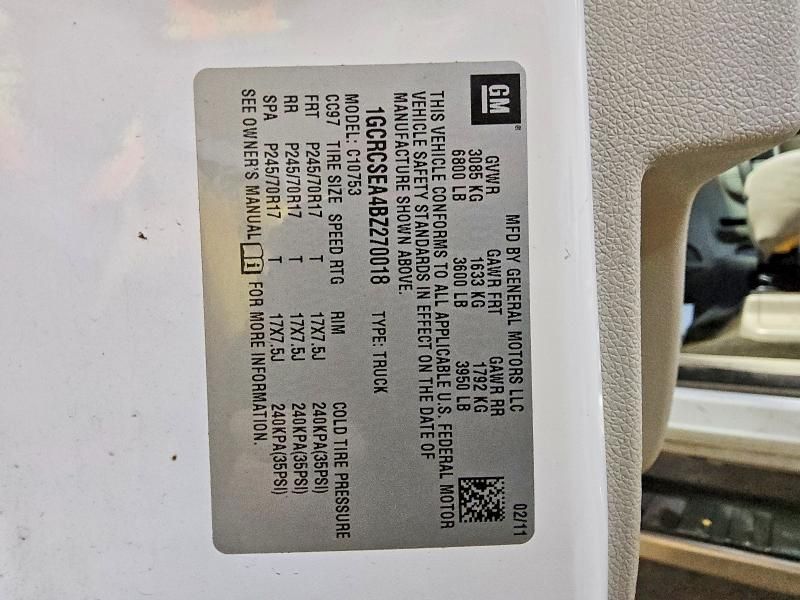 GM
MFD BY GENERAL MOTORS LLC 02/11
GVWR GAWR FRT GAWR RR
3085 KG 1633 KG 1792 KG
6800 LB 3600 LB 3950 LB
THIS VEHICLE CONFORMS TO ALL APPLICABLE U.S. FEDERAL MOTOR
VEHICLE SAFETY STANDARDS IN EFFECT ON THE DATE OF
MANUFACTURE SHOWN ABOVE.
1GCRCSEA4BZ270018 TYPE: TRUCK
MODEL: C10753
CC97 TIRE SIZE SPEED RTG RIM COLD TIRE PRESSURE
FRT P245/70R17 T 17X7.5J 240KPA(35PSI)
RR P245/70R17 T 17X7.5J 240KPA(35PSI)
SPA P245/70R17 T 17X7.5J 240KPA(35PSI)
SEE OWNER'S MANUAL i FOR MORE INFORMATION.